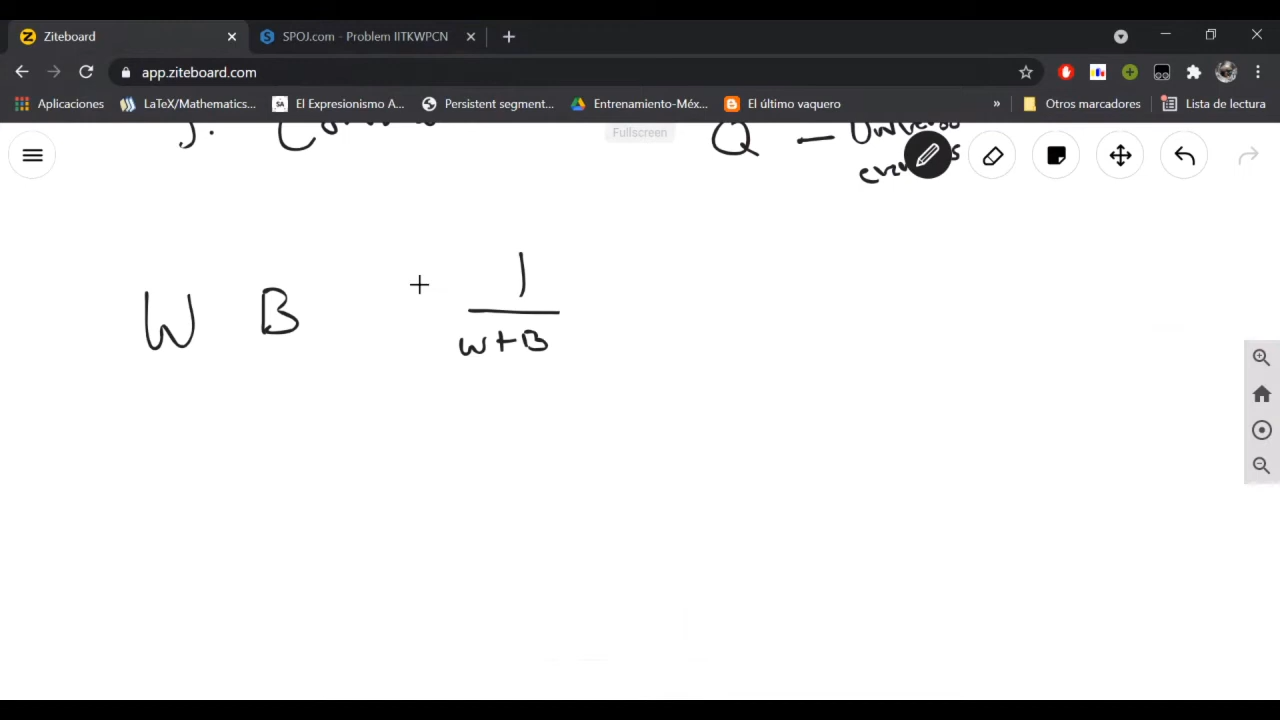 Ziteboard
SPOJ.com - Problem IITKWPCN
app.ziteboard.com
Aplicaciones
LaTeX/Mathematics...
El Expresionismo A...
Persistent segment...
Entrenamiento-Méx...
El último vaquero
»
Otros marcadores
Lista de lectura
Fullscreen
Q —
W B
1
W+B